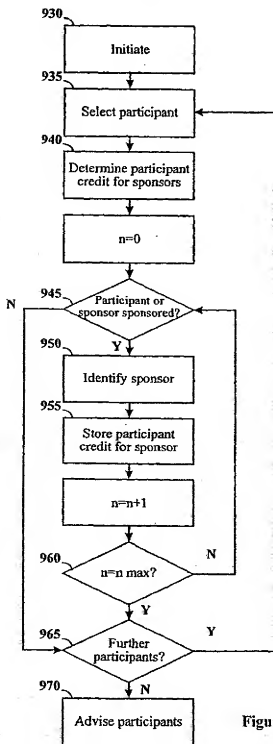 930
Initiate
935
Select participant
940
Determine participant
credit for sponsors
n=0
945
N
Participant or
sponsor sponsored?
Y
950
Identify sponsor
955
Store participant
credit for sponsor
n=n+1
960
N
n=n max?
Y
965
Y
Further
participants?
N
Figu
970
Advise participants